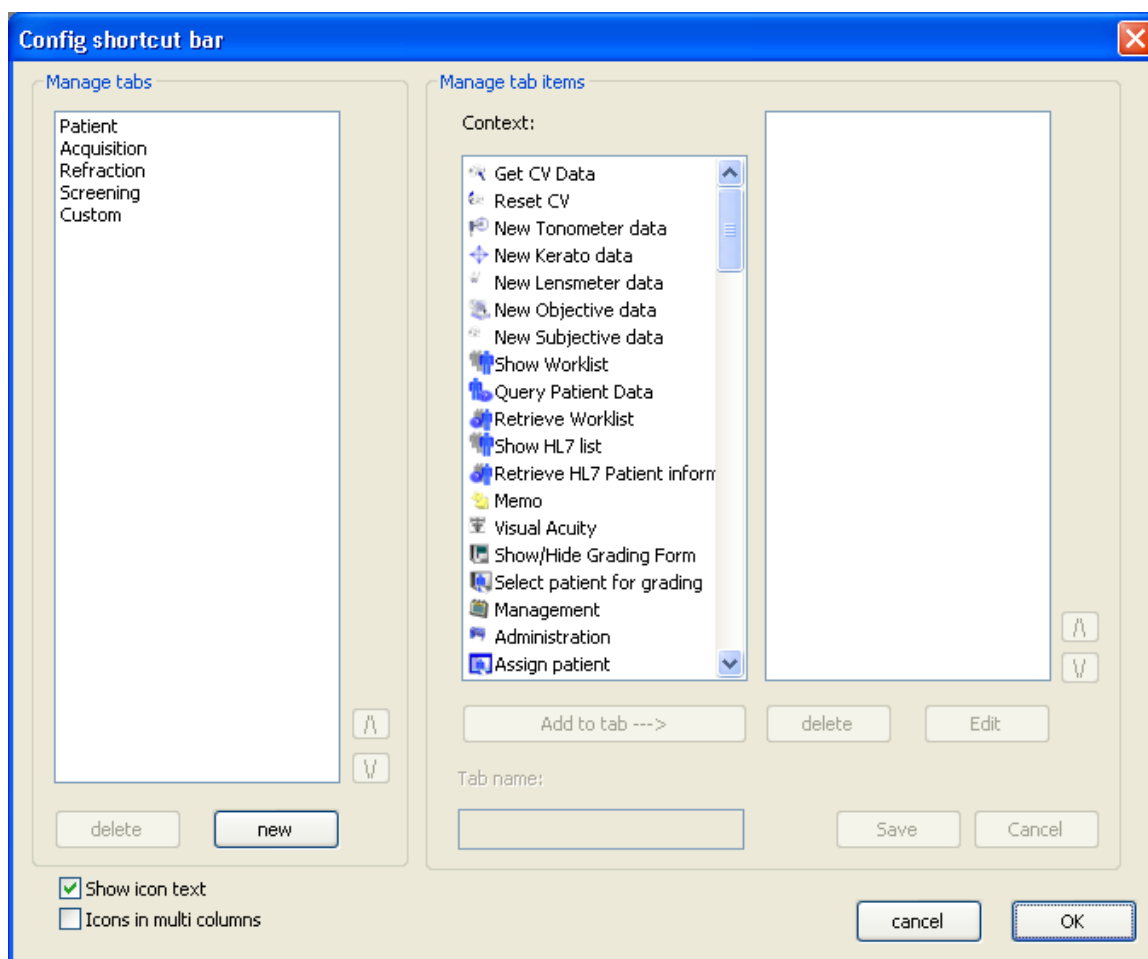 Config shortcut bar
Manage tabs
Patient
Acquisition
Refraction
Screening
Custom
/\
\/
delete
new
Show icon text
Icons in multi columns
Manage tab items
Context:
Get CV Data
Reset CV
New Tonometer data
New Kerato data
New Lensmeter data
New Objective data
New Subjective data
Show Worklist
Query Patient Data
Retrieve Worklist
Show HL7 list
Retrieve HL7 Patient inform
Memo
Visual Acuity
Show/Hide Grading Form
Select patient for grading
Management
Administration
Assign patient
/\
\/
Add to tab --->
delete
Edit
Tab name:
Save
Cancel
cancel
OK